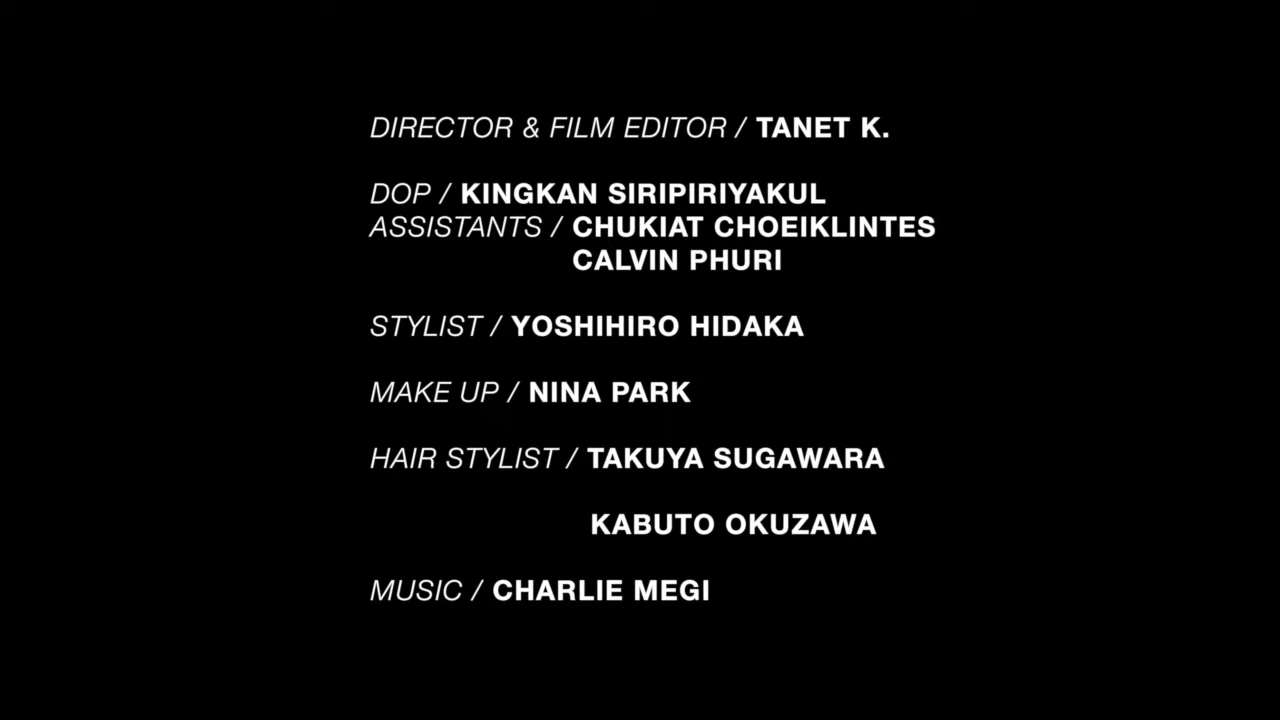 DIRECTOR & FILM EDITOR / TANET K.
DOP / KINGKAN SIRIPIRIYAKUL
ASSISTANTS / CHUKIAT CHOEIKLINTES
CALVIN PHURI
STYLIST / YOSHIHIRO HIDAKA
MAKE UP / NINA PARK
HAIR STYLIST / TAKUYA SUGAWARA
KABUTO OKUZAWA
MUSIC / CHARLIE MEGI